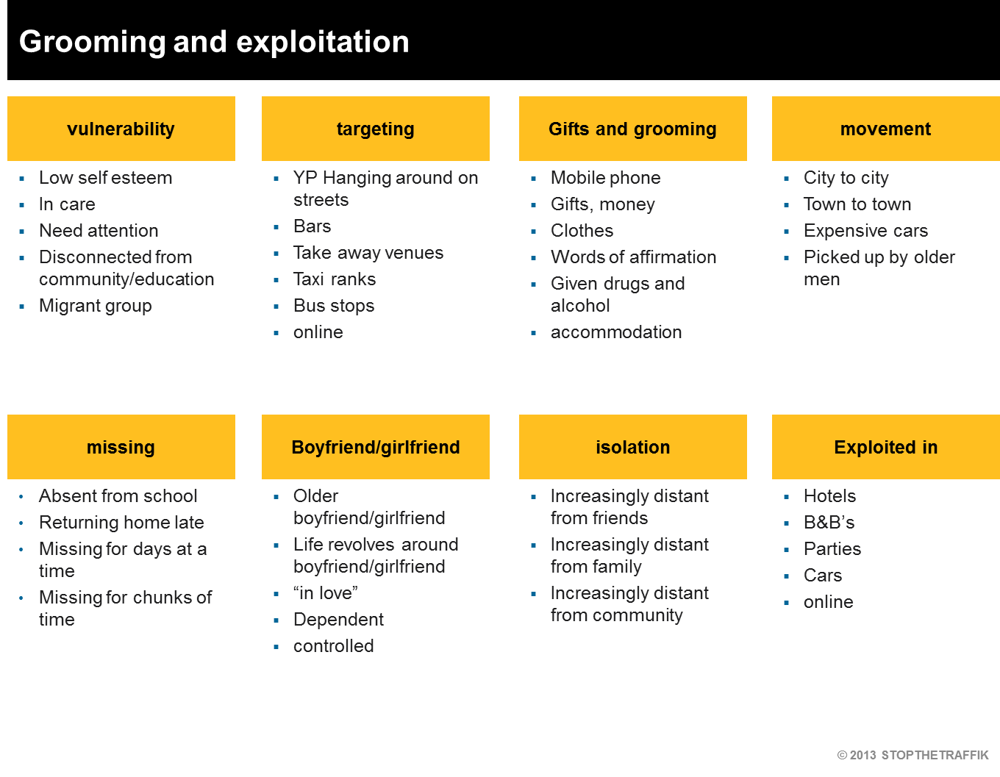 Grooming and exploitation
vulnerability
Low self esteem
In care
Need attention
Disconnected from
community/education
Migrant group
targeting
YP Hanging around on
streets
Bars
Take away venues
Taxi ranks
Bus stops
online
Gifts and grooming
Mobile phone
Gifts, money
Clothes
Words of affirmation
Given drugs and
alcohol
accommodation
movement
City to city
Town to town
Expensive cars
Picked up by older
men
missing
Absent from school
Returning home late
Missing for days at a
time
Missing for chunks of
time
Boyfriend/girlfriend
Older
boyfriend/girlfriend
Life revolves around
boyfriend/girlfriend
“in love”
Dependent
controlled
isolation
Increasingly distant
from friends
Increasingly distant
from family
Increasingly distant
from community
Exploited in
Hotels
B&B’s
Parties
Cars
online
© 2013 STOPTHETRAFFIK